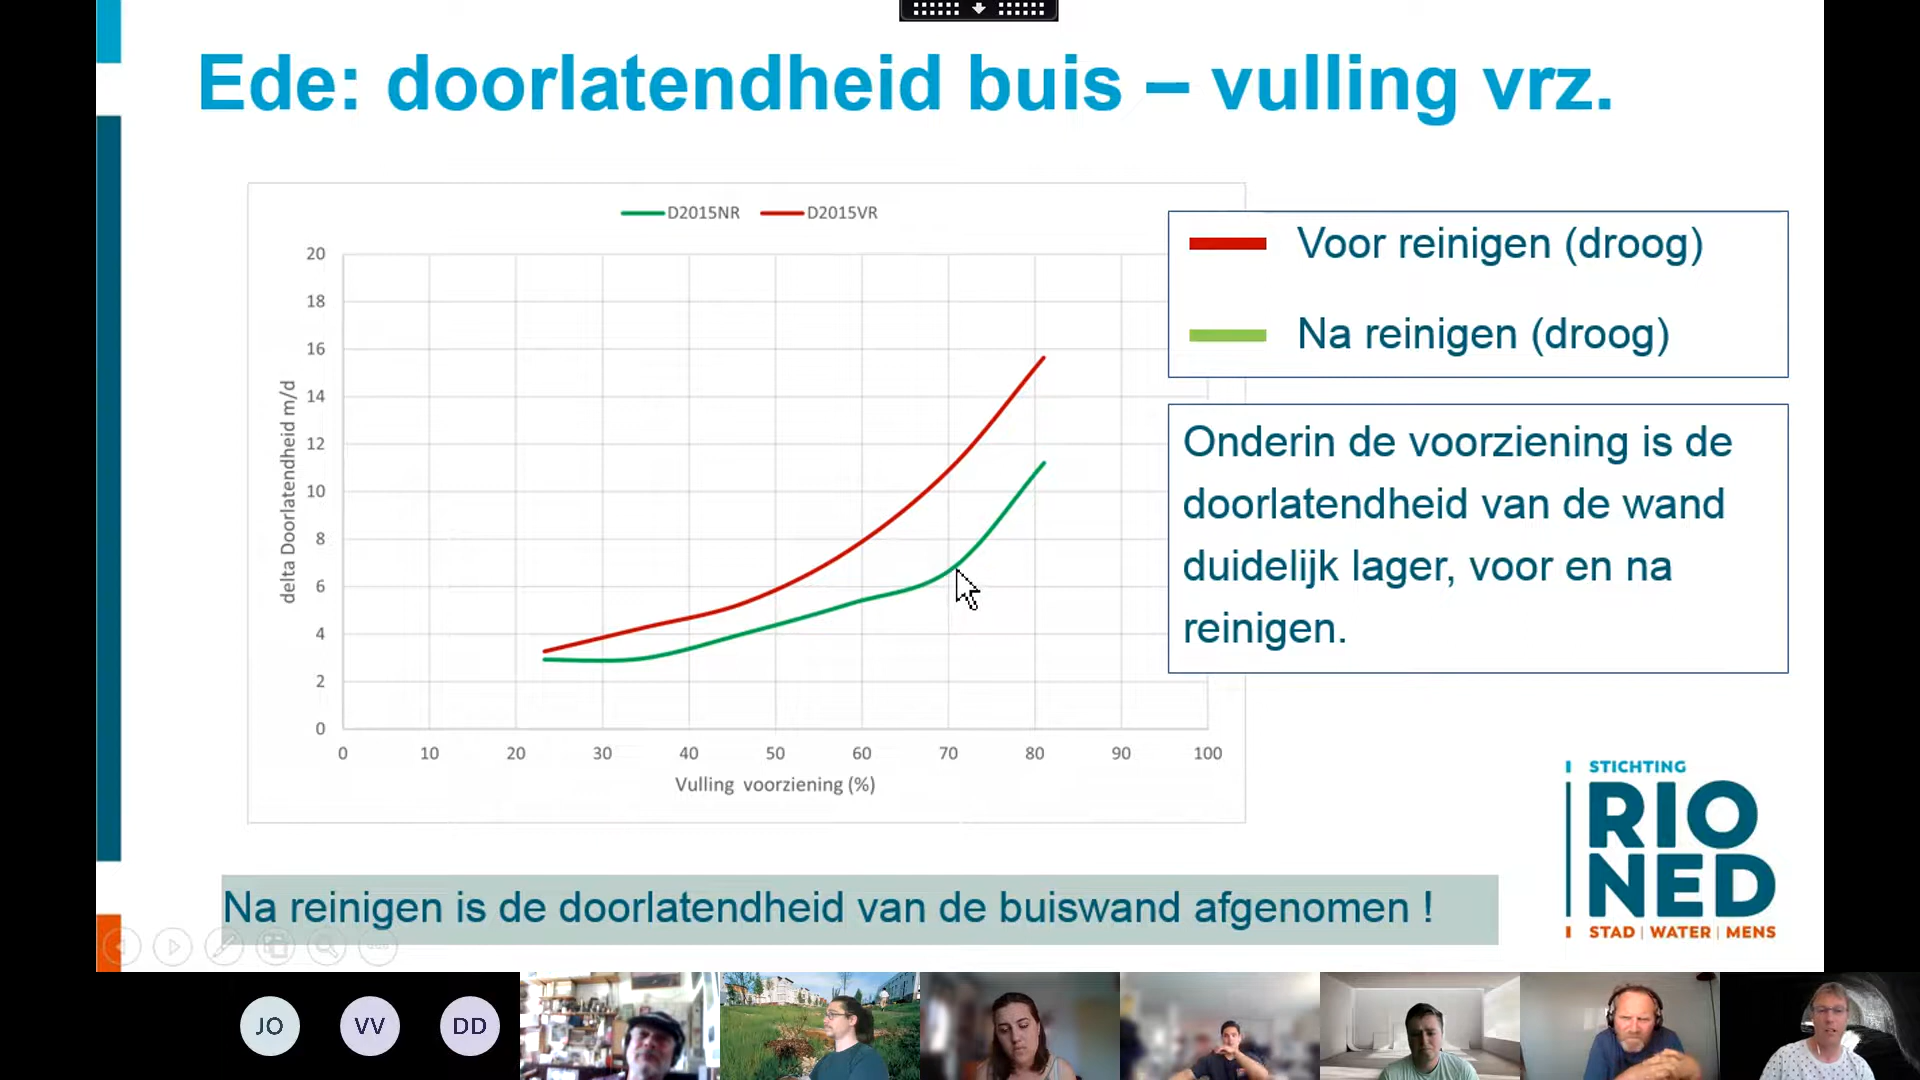 Ede: doorlatendheid buis – vulling vrz.
D2015NR D2015VR
20
18
16
14
12
10
8
6
4
2
0
delta Doorlatendheid m/d
0 10 20 30 40 50 60 70 80 90 100
Vulling voorziening (%)
Voor reinigen (droog)
Na reinigen (droog)
Onderin de voorziening is de
doorlatendheid van de wand
duidelijk lager, voor en na
reinigen.
Na reinigen is de doorlatendheid van de buiswand afgenomen !
STICHTING
RIO
NED
STAD | WATER | MENS
JO VV DD